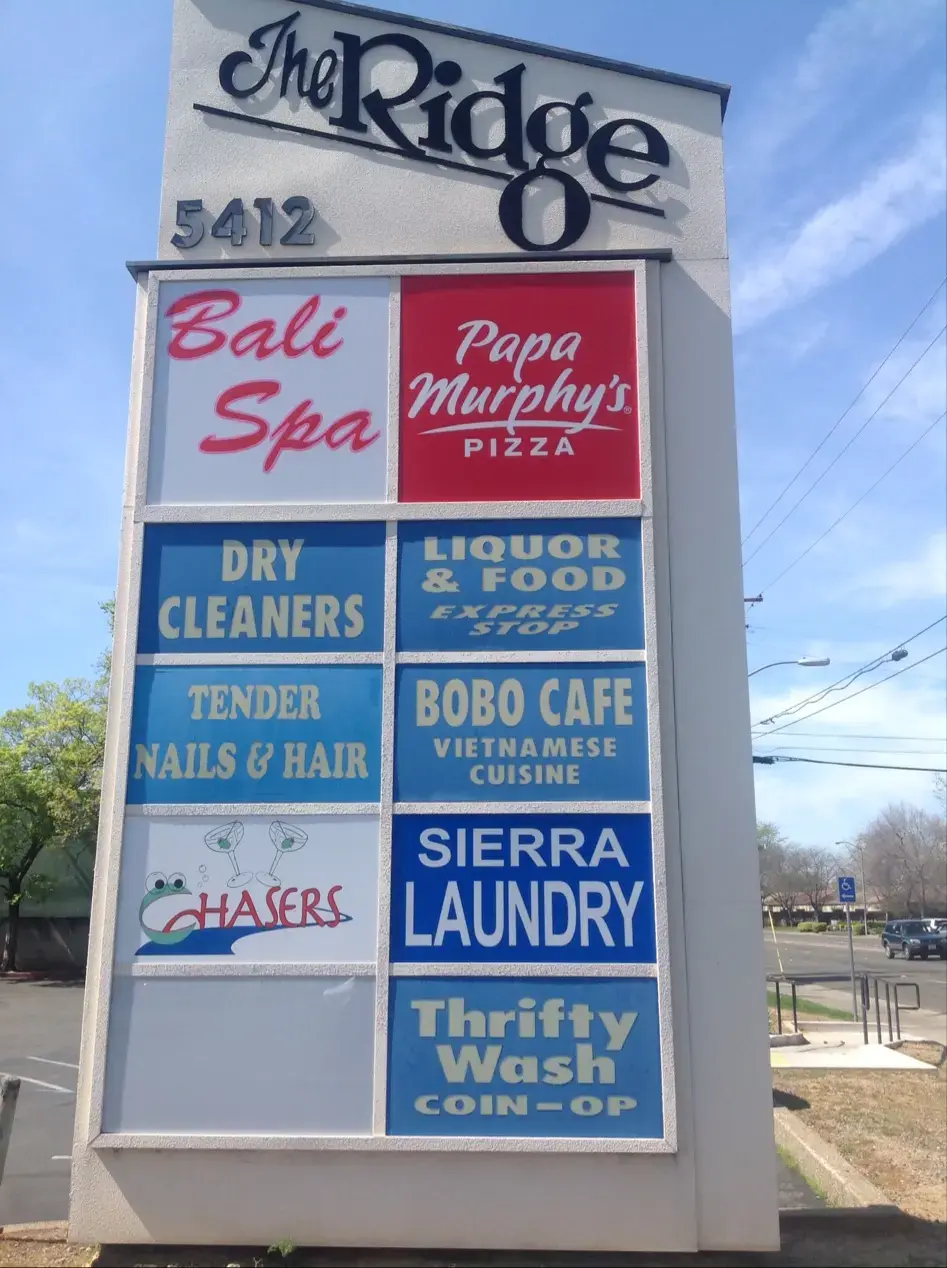 The Ridge
5412
Bali
Spa
Papa
Murphy's®
PIZZA
DRY
CLEANERS
LIQUOR
& FOOD
EXPRESS
STOP
TENDER
NAILS & HAIR
BOBO CAFE
VIETNAMESE
CUISINE
CHASERS
SIERRA
LAUNDRY
Thrifty
Wash
COIN-OP